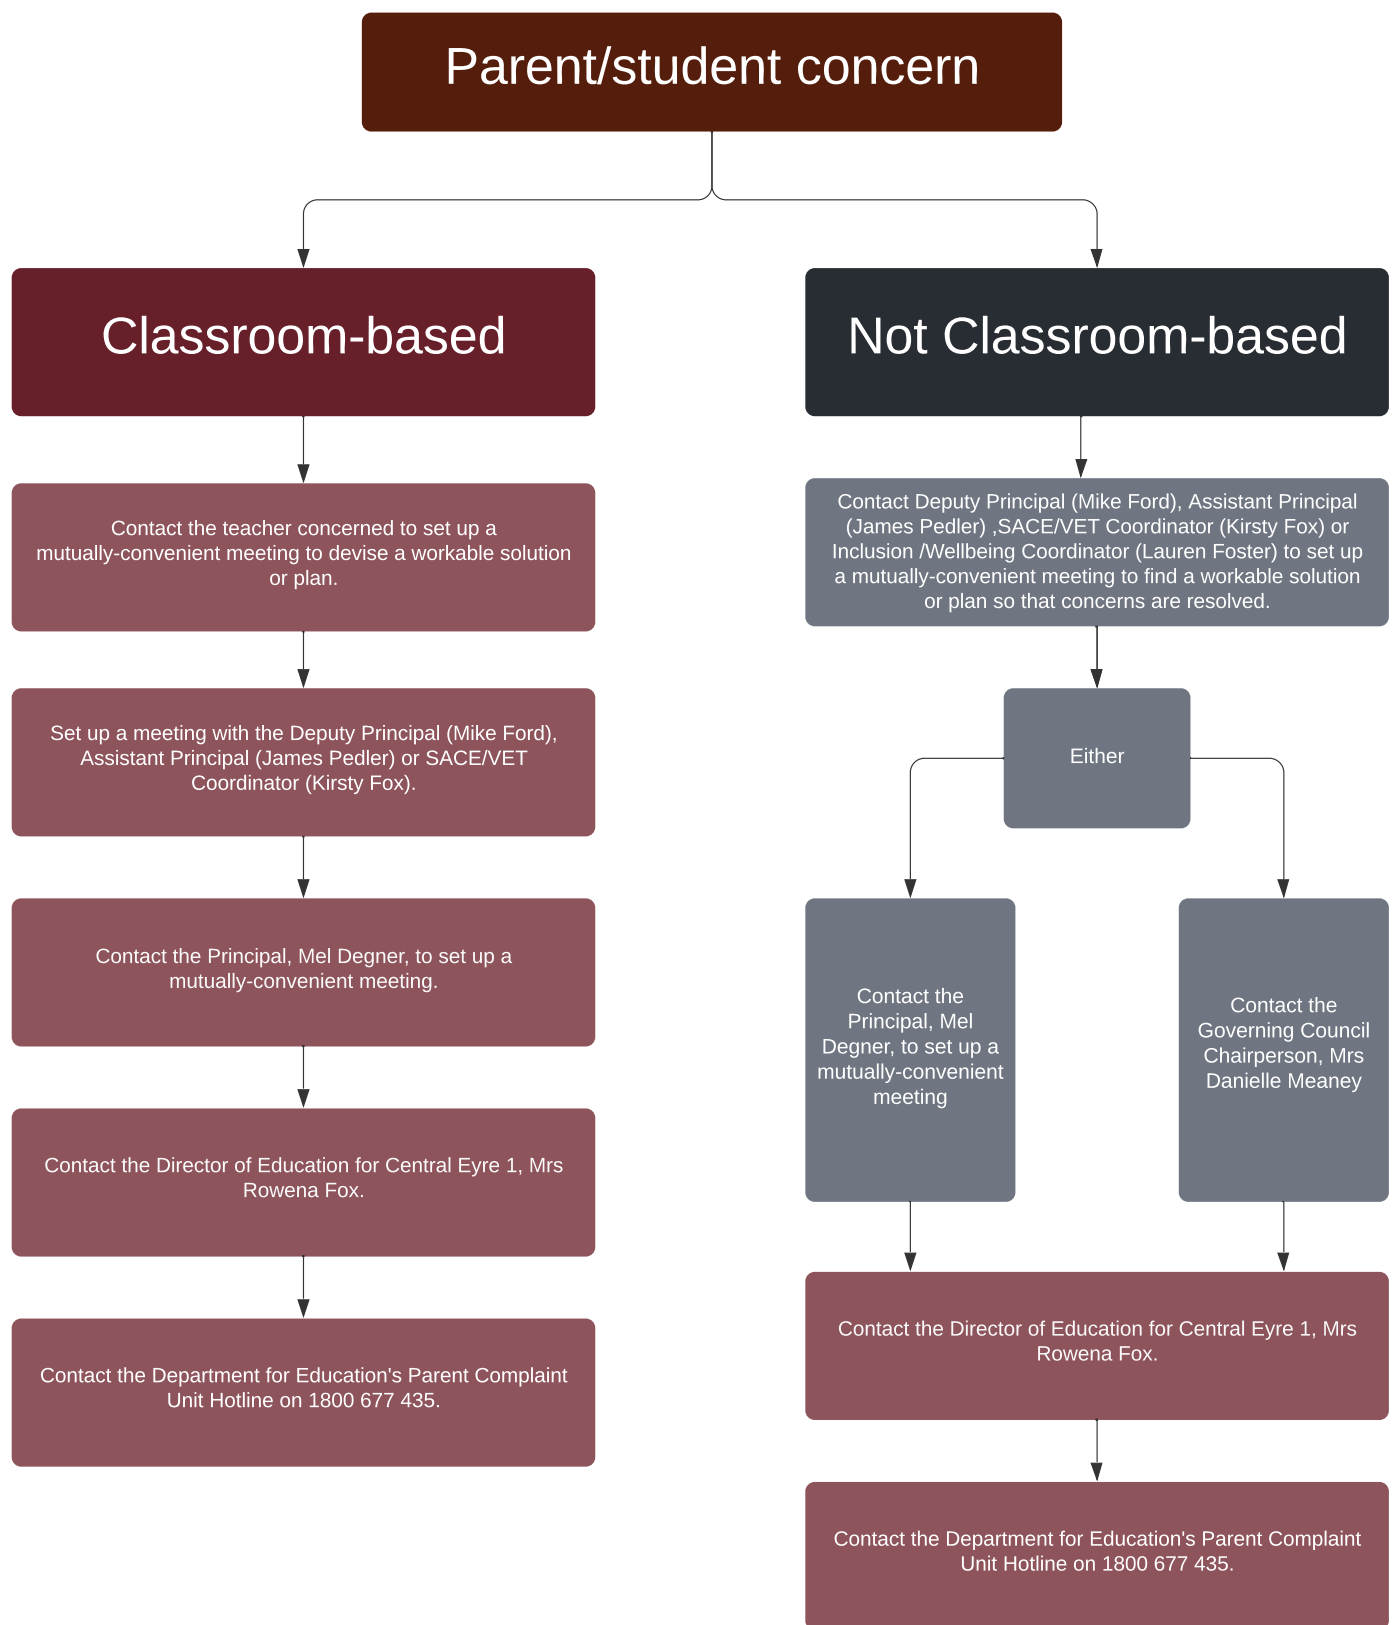 Parent/student concern
Classroom-based
Contact the teacher concerned to set up a
mutually-convenient meeting to devise a workable solution
or plan.
Set up a meeting with the Deputy Principal (Mike Ford),
Assistant Principal (James Pedler) or SACE/VET
Coordinator (Kirsty Fox).
Contact the Principal, Mel Degner, to set up a
mutually-convenient meeting.
Contact the Director of Education for Central Eyre 1, Mrs
Rowena Fox.
Contact the Department for Education's Parent Complaint
Unit Hotline on 1800 677 435.
Not Classroom-based
Contact Deputy Principal (Mike Ford), Assistant Principal
(James Pedler) ,SACE/VET Coordinator (Kirsty Fox) or
Inclusion /Wellbeing Coordinator (Lauren Foster) to set up
a mutually-convenient meeting to find a workable solution
or plan so that concerns are resolved.
Either
Contact the
Principal, Mel
Degner, to set up a
mutually-convenient
meeting
Contact the
Governing Council
Chairperson, Mrs
Danielle Meaney
Contact the Director of Education for Central Eyre 1, Mrs
Rowena Fox.
Contact the Department for Education's Parent Complaint
Unit Hotline on 1800 677 435.